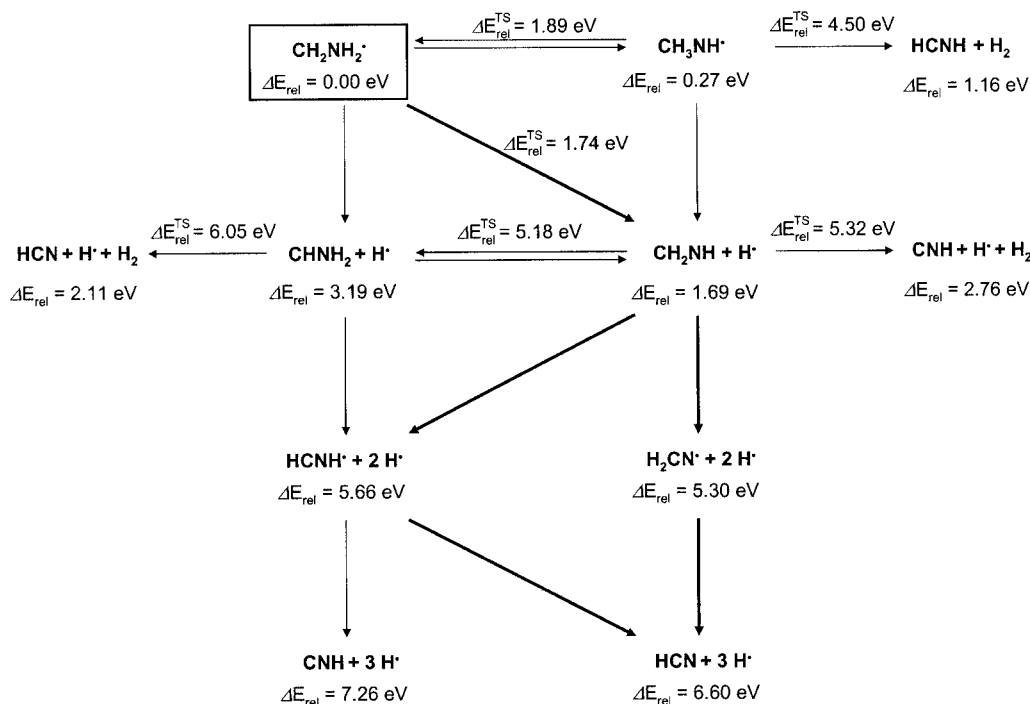 ΔE_rel^TS = 1.89 eV
ΔE_rel^TS = 4.50 eV
CH₂NH₂˙
CH₃NH˙
HCNH + H₂
ΔE_rel = 0.00 eV
ΔE_rel = 0.27 eV
ΔE_rel = 1.16 eV
ΔE_rel^TS = 1.74 eV
ΔE_rel^TS = 6.05 eV
ΔE_rel^TS = 5.18 eV
ΔE_rel^TS = 5.32 eV
HCN + H˙ + H₂
CHNH₂ + H˙
CH₂NH + H˙
CNH + H˙ + H₂
ΔE_rel = 2.11 eV
ΔE_rel = 3.19 eV
ΔE_rel = 1.69 eV
ΔE_rel = 2.76 eV
HCNH˙ + 2 H˙
H₂CN˙ + 2 H˙
ΔE_rel = 5.66 eV
ΔE_rel = 5.30 eV
CNH + 3 H˙
HCN + 3 H˙
ΔE_rel = 7.26 eV
ΔE_rel = 6.60 eV